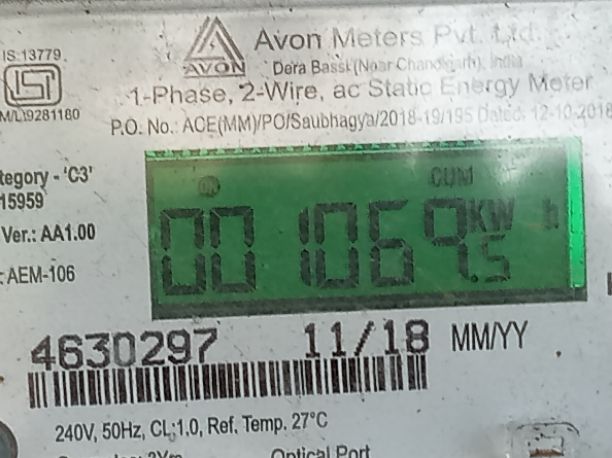 IS:13779
AVON
Avon Meters Pvt. Ltd.
Dera Bassi (Near Chandigarh), India
1-Phase, 2-Wire, ac Static Energy Meter
M/L)9281180
P.O. No.: ACE(MM)/PO/Saubhagya/2018-19/195 Dated: 12-10-2018
tegory - 'C3'
15959
Ver.: AA1.00
: AEM-106
ON CUM
001069.5 KW h
4630297 11/18 MM/YY
240V, 50Hz, CL:1.0, Ref. Temp. 27°C
Optical Port